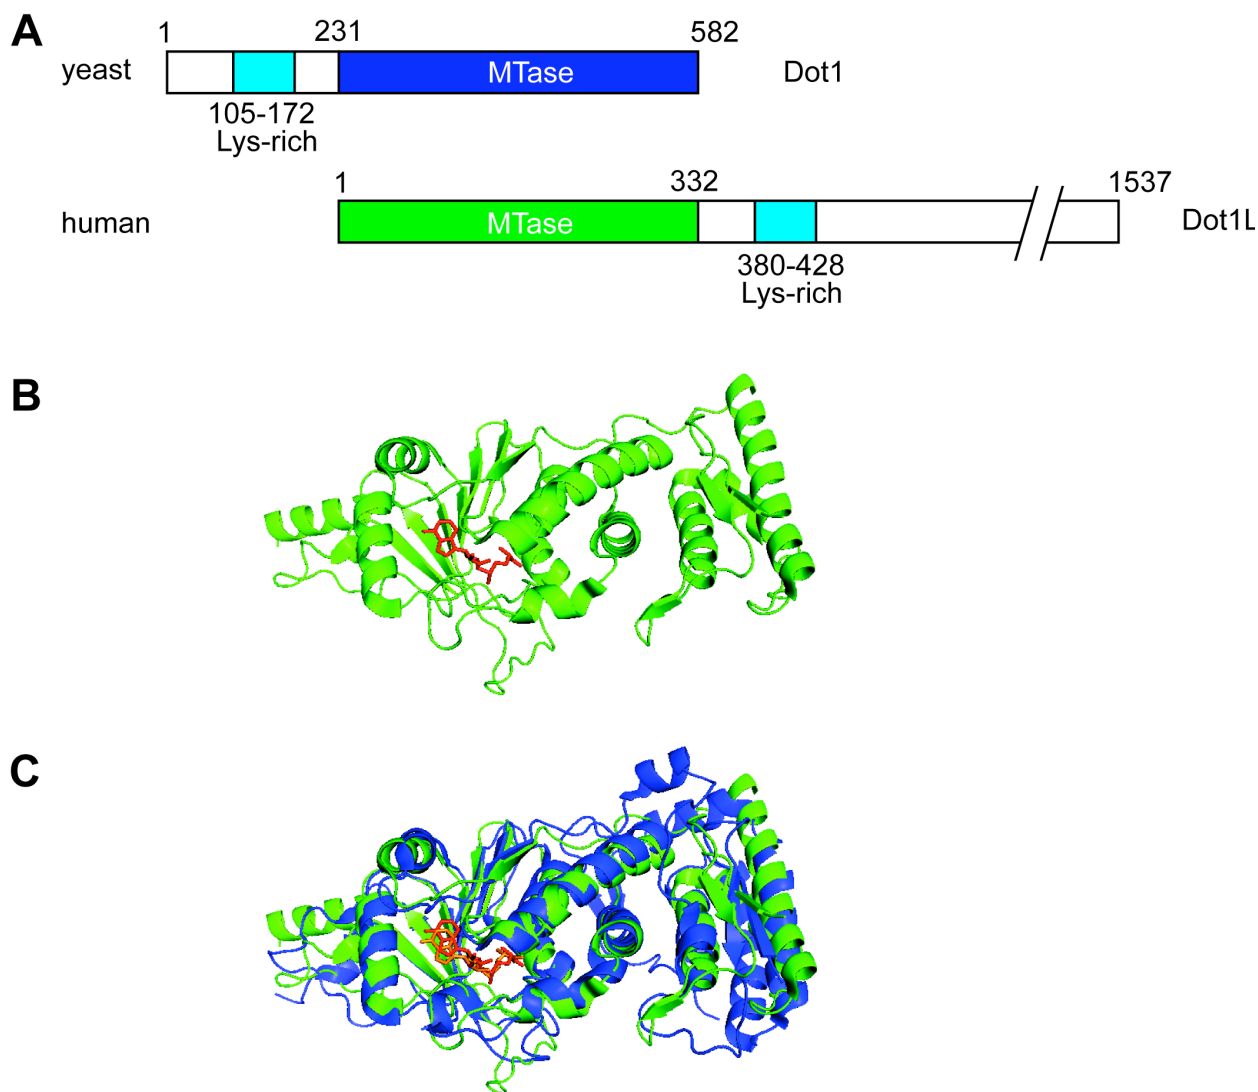 A
1 231 582
yeast MTase Dot1
105-172
Lys-rich
1 332 1537
human MTase Dot1L
380-428
Lys-rich
B
C